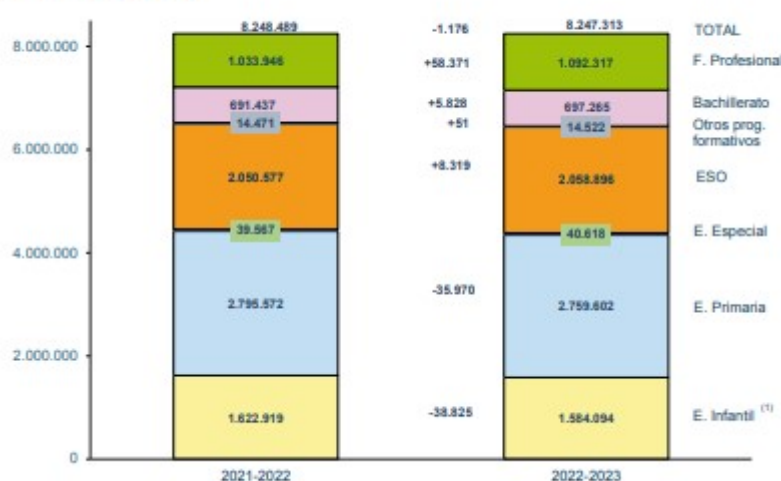 8.248.489 -1.176 8.247.313 TOTAL
8.000.000
1.033.946 +58.371 1.092.317 F. Profesional
691.437 +5.828 697.265 Bachillerato
14.471 +51 14.522 Otros prog.
formativos
6.000.000
2.050.577 +8.319 2.058.896 ESO
39.567 40.618 E. Especial
4.000.000
2.795.572 -35.970 2.759.602 E. Primaria
2.000.000
1.622.919 -38.825 1.584.094 E. Infantil (1)
0
2021-2022 2022-2023